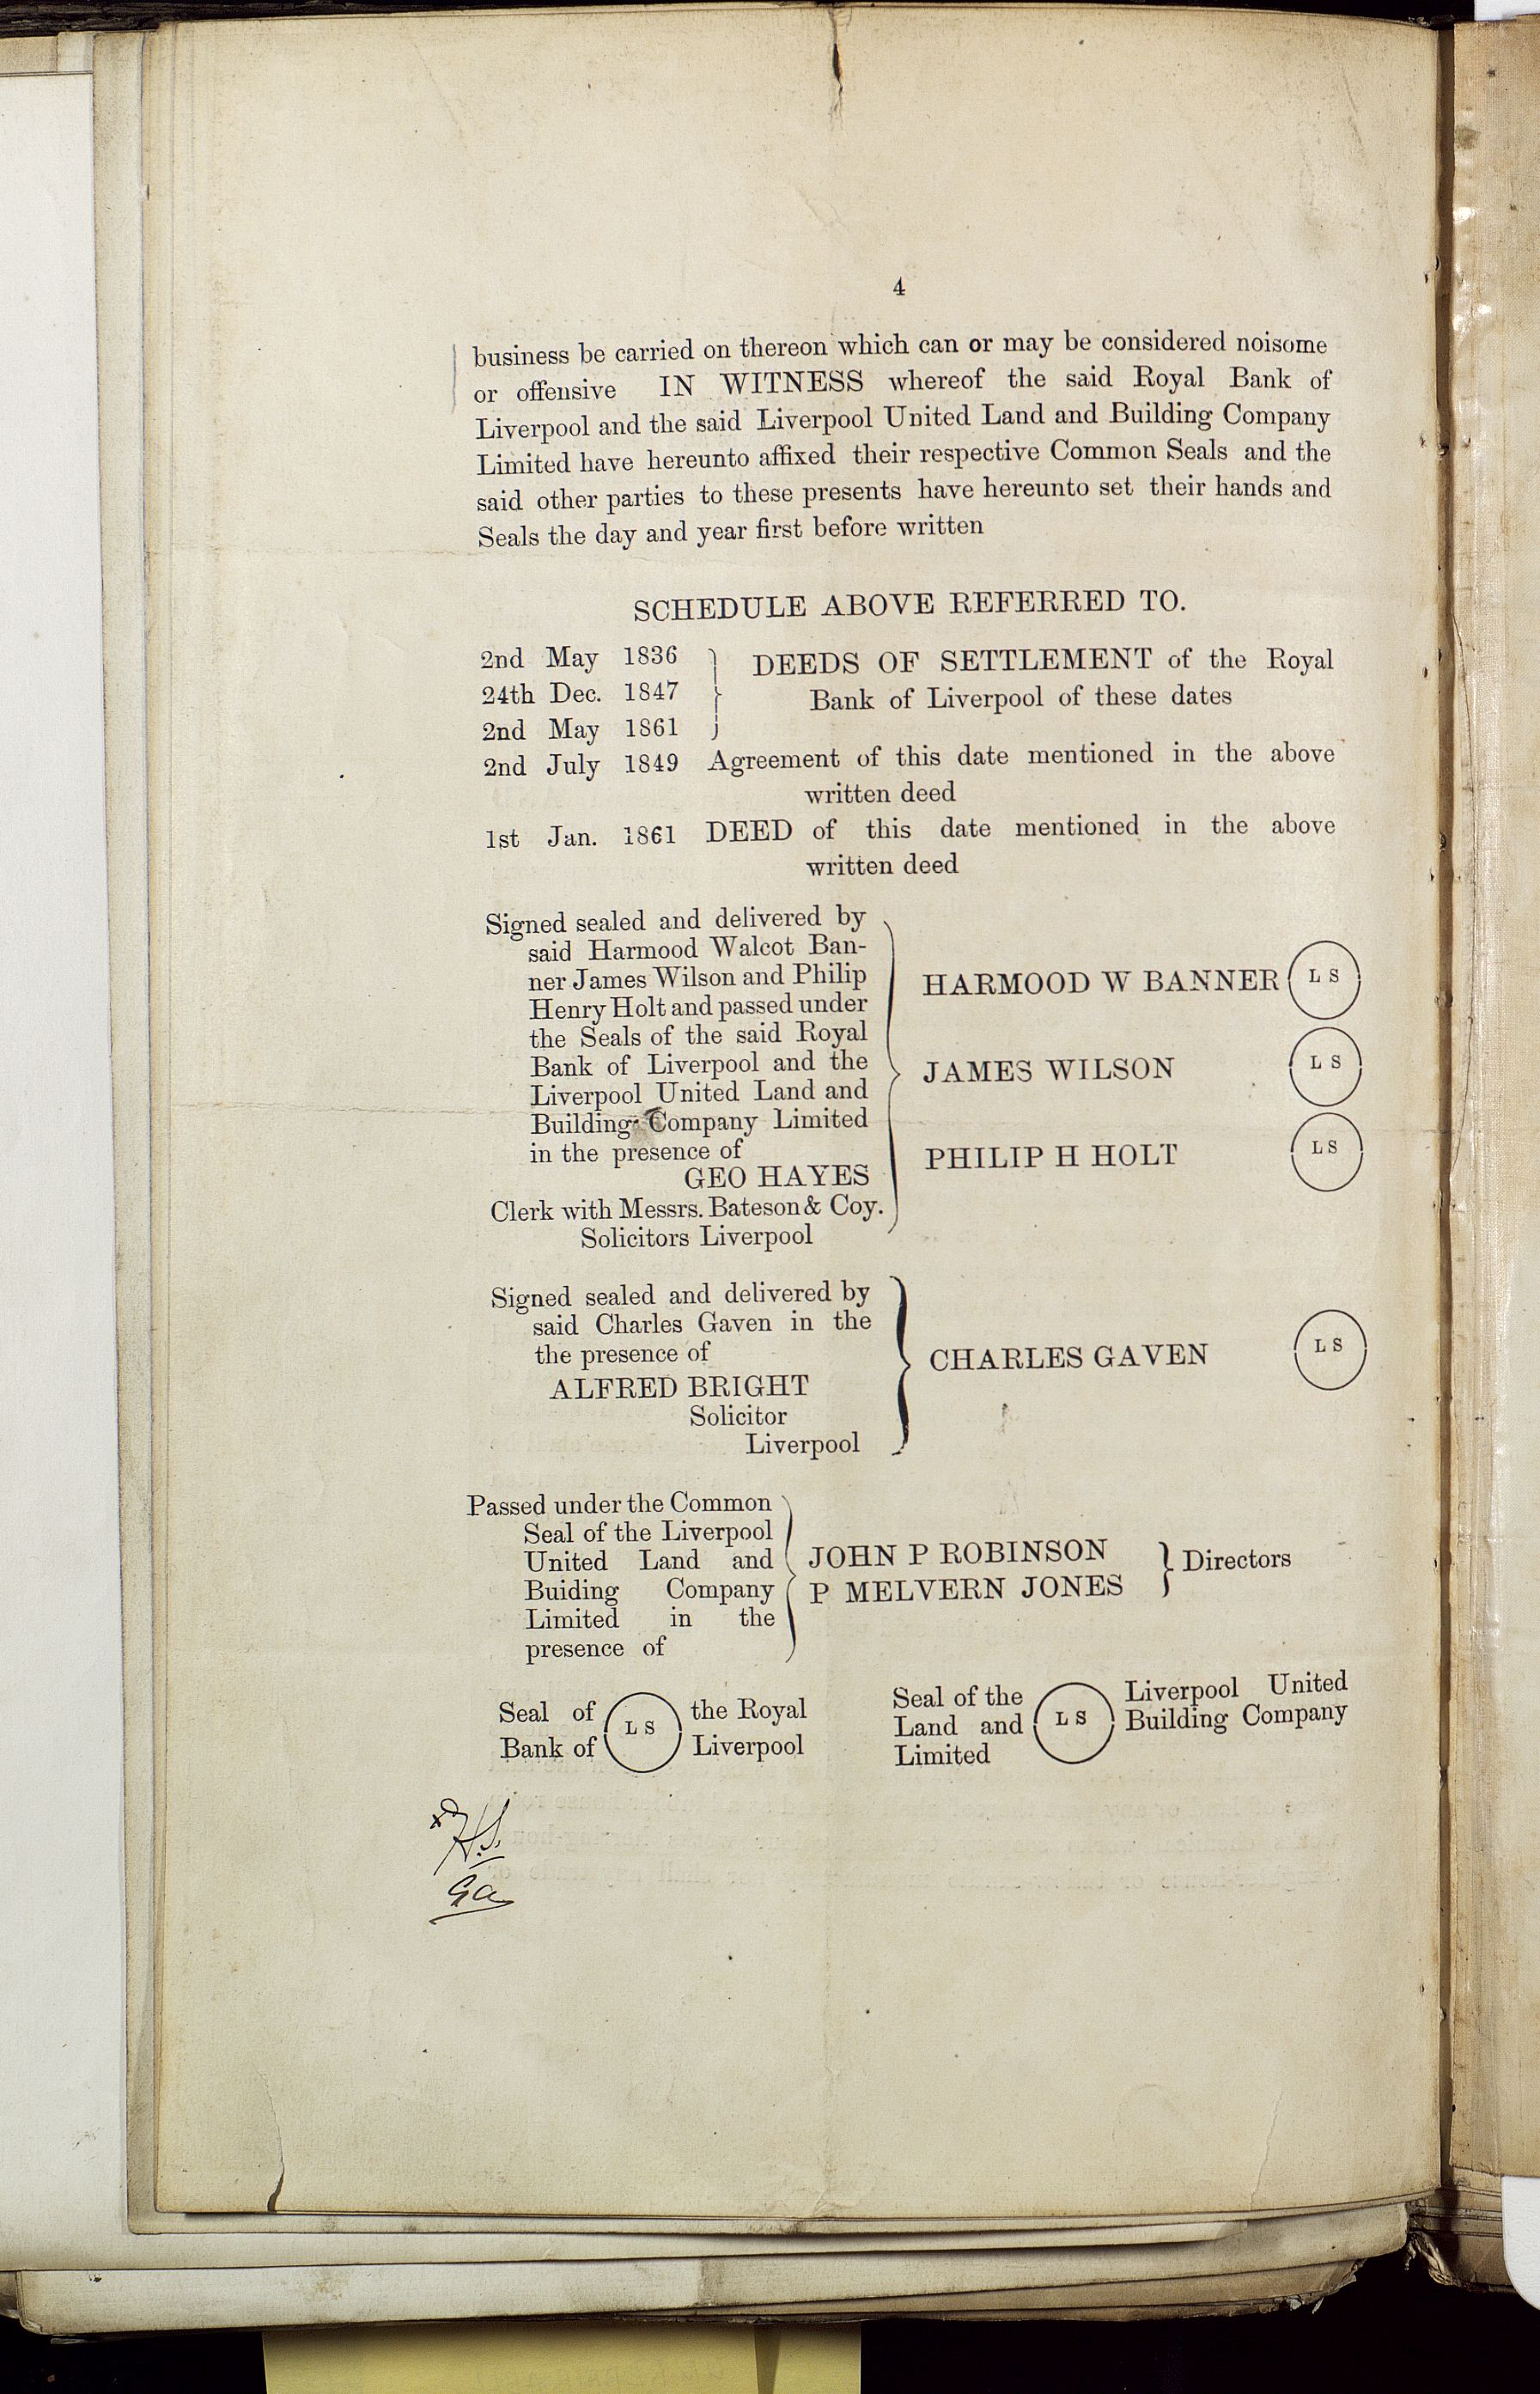 4
business be carried on thereon which can or may be considered noisome
or offensive IN WITNESS whereof the said Royal Bank of
Liverpool and the said Liverpool United Land and Building Company
Limited have hereunto affixed their respective Common Seals and the
said other parties to these presents have hereunto set their hands and
Seals the day and year first before written
SCHEDULE ABOVE REFERRED TO.
2nd May 1836
24th Dec. 1847
2nd May 1861
DEEDS OF SETTLEMENT of the Royal
Bank of Liverpool of these dates
2nd July 1849 Agreement of this date mentioned in the above
written deed
1st Jan. 1861 DEED of this date mentioned in the above
written deed
Signed sealed and delivered by
said Harmood Walcot Ban-
ner James Wilson and Philip
Henry Holt and passed under
the Seals of the said Royal
Bank of Liverpool and the
Liverpool United Land and
Building Company Limited
in the presence of
GEO HAYES
Clerk with Messrs. Bateson & Coy.
Solicitors Liverpool
HARMOOD W BANNER L S
JAMES WILSON L S
PHILIP H HOLT L S
Signed sealed and delivered by
said Charles Gaven in the
the presence of
ALFRED BRIGHT
Solicitor
Liverpool
CHARLES GAVEN L S
Passed under the Common
Seal of the Liverpool
United Land and
Buiding Company
Limited in the
presence of
JOHN P ROBINSON
P MELVERN JONES
Directors
Seal of L S the Royal
Bank of Liverpool
Seal of the L S Liverpool United
Land and Building Company
Limited